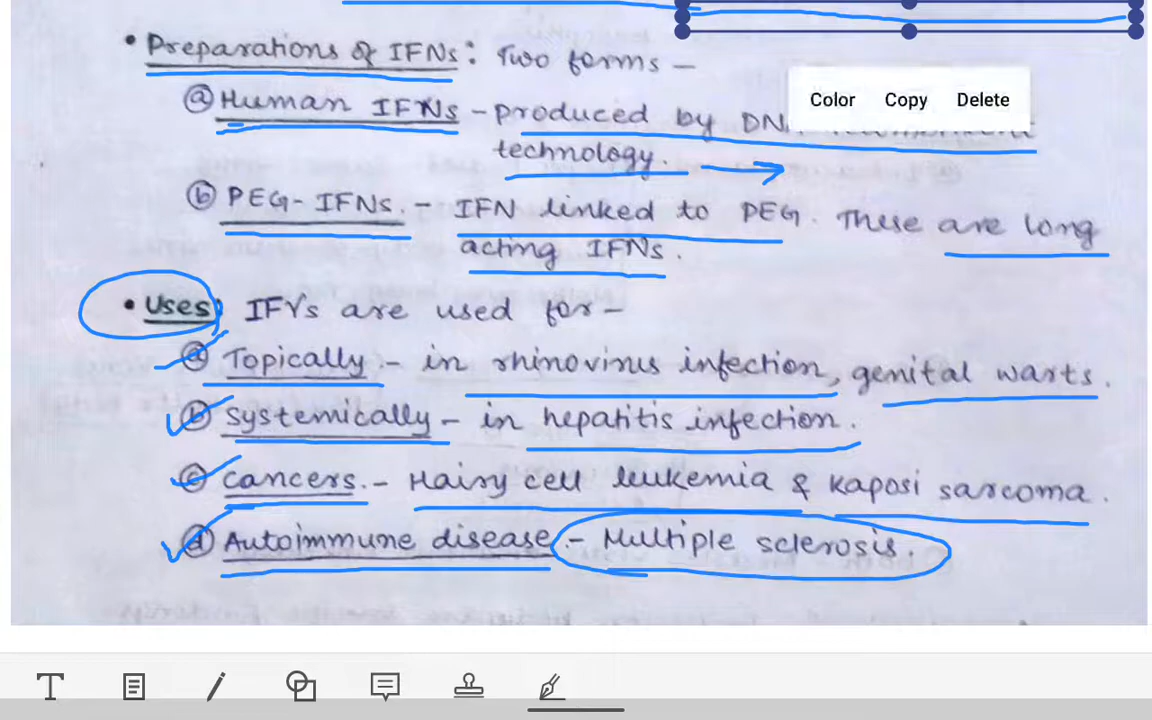 • Preparations of IFNs: Two forms —
ⓐ Human IFNs - produced by
technology.
ⓑ PEG-IFNs. - IFN linked to PEG. These are long
acting IFNs.
• Uses: IFVs are used for -
ⓐ Topically - in rhinovirus infection, genital warts.
ⓑ Systemically - in hepatitis infection.
ⓒ Cancers. - Hairy cell leukemia & Kaposi sarcoma.
ⓓ Autoimmune disease - Multiple sclerosis.
Color Copy Delete
T